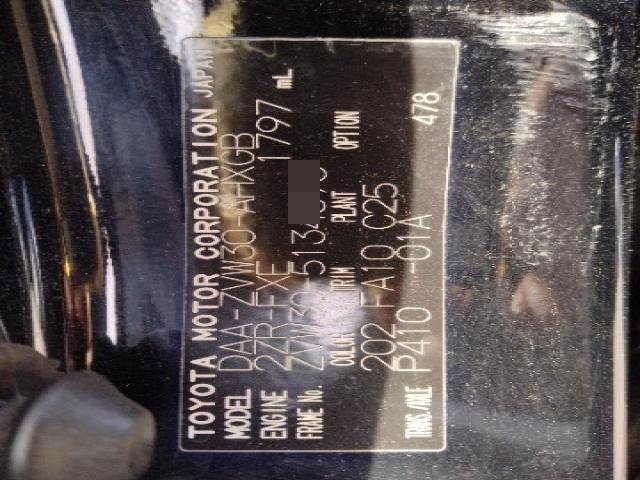 TOYOTA MOTOR CORPORATION JAPAN
MODEL DAA-ZVW30-AHXGB
ENGINE 2ZR-FXE 1797 mL
FRAME No. ZVW30
COLOR TRIM PLANT OPTION
202 FA10 C25
TRANS./AXLE P410 -01A 478